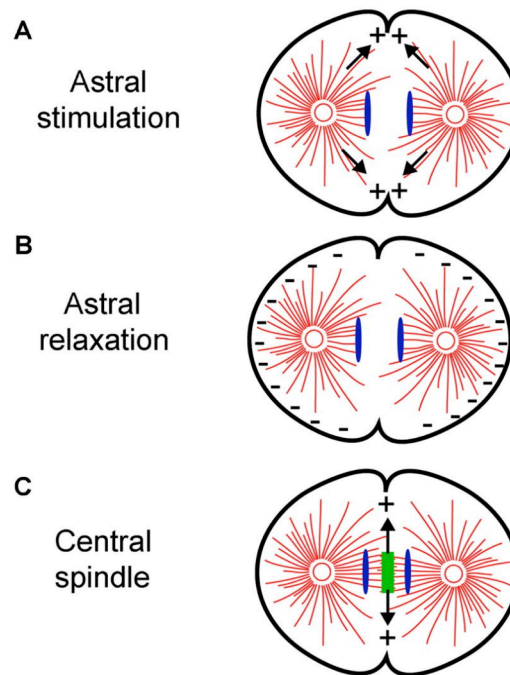 A
Astral
stimulation
+ +
+ +
B
Astral
relaxation
- - - - - - - - - - - - - - - - - - - -
C
Central
spindle
+
+